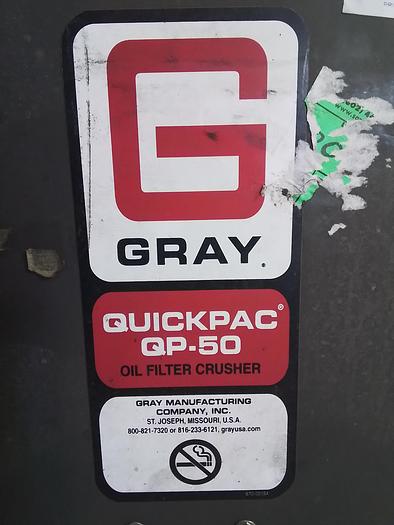 G
GRAY.
QUICKPAC®
QP-50
OIL FILTER CRUSHER
GRAY MANUFACTURING
COMPANY, INC.
ST. JOSEPH, MISSOURI, U.S.A.
800-821-7320 or 816-233-6121, grayusa.com